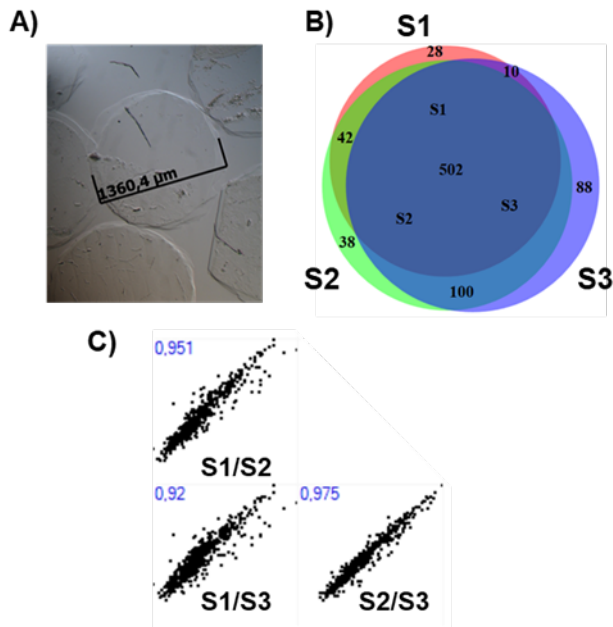 A)
1360,4 µm
B)
S1
28
10
S1
42
502
88
S2
S3
38
S2
S3
100
C)
0,951
S1/S2
0,92
0,975
S1/S3
S2/S3